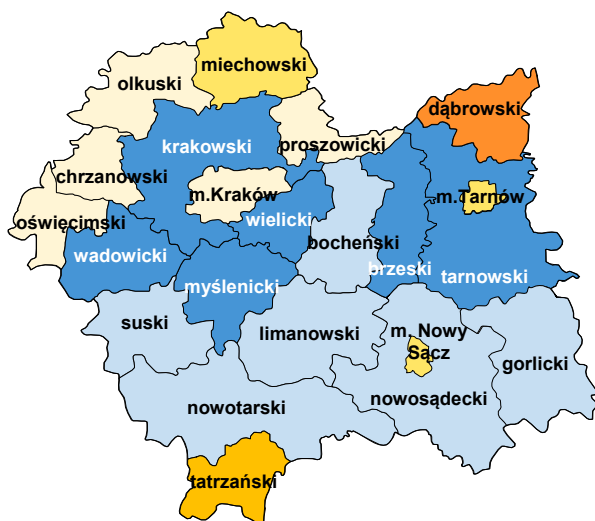 miechowski
olkuski
dąbrowski
krakowski
proszowicki
chrzanowski
m.Kraków
m.Tarnów
oświęcimski
wielicki
bocheński
wadowicki
brzeski
tarnowski
myślenicki
suski
limanowski
m. Nowy
Sącz
gorlicki
nowotarski
nowosądecki
tatrzański